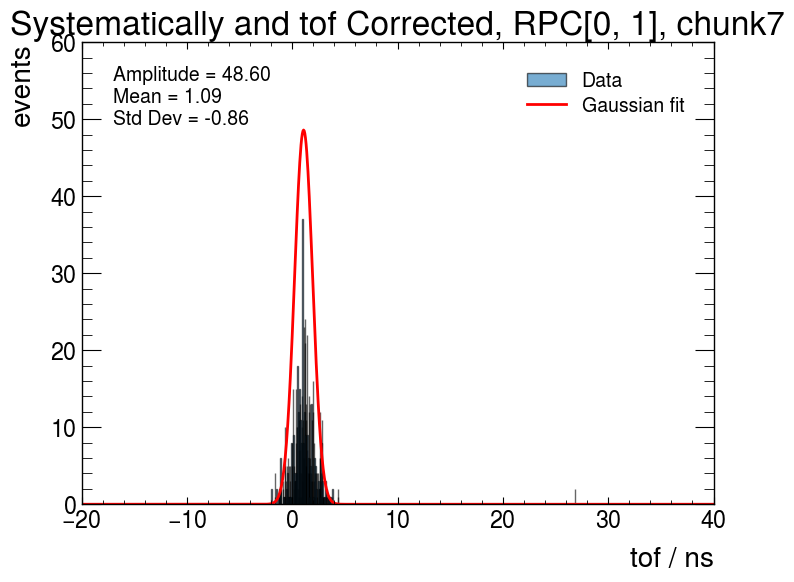 Systematically and tof Corrected, RPC[0, 1], chunk7
events
60
50
40
30
20
10
0
Amplitude = 48.60
Mean = 1.09
Std Dev = -0.86
Data
Gaussian fit
−20
−10
0
10
20
30
40
tof / ns